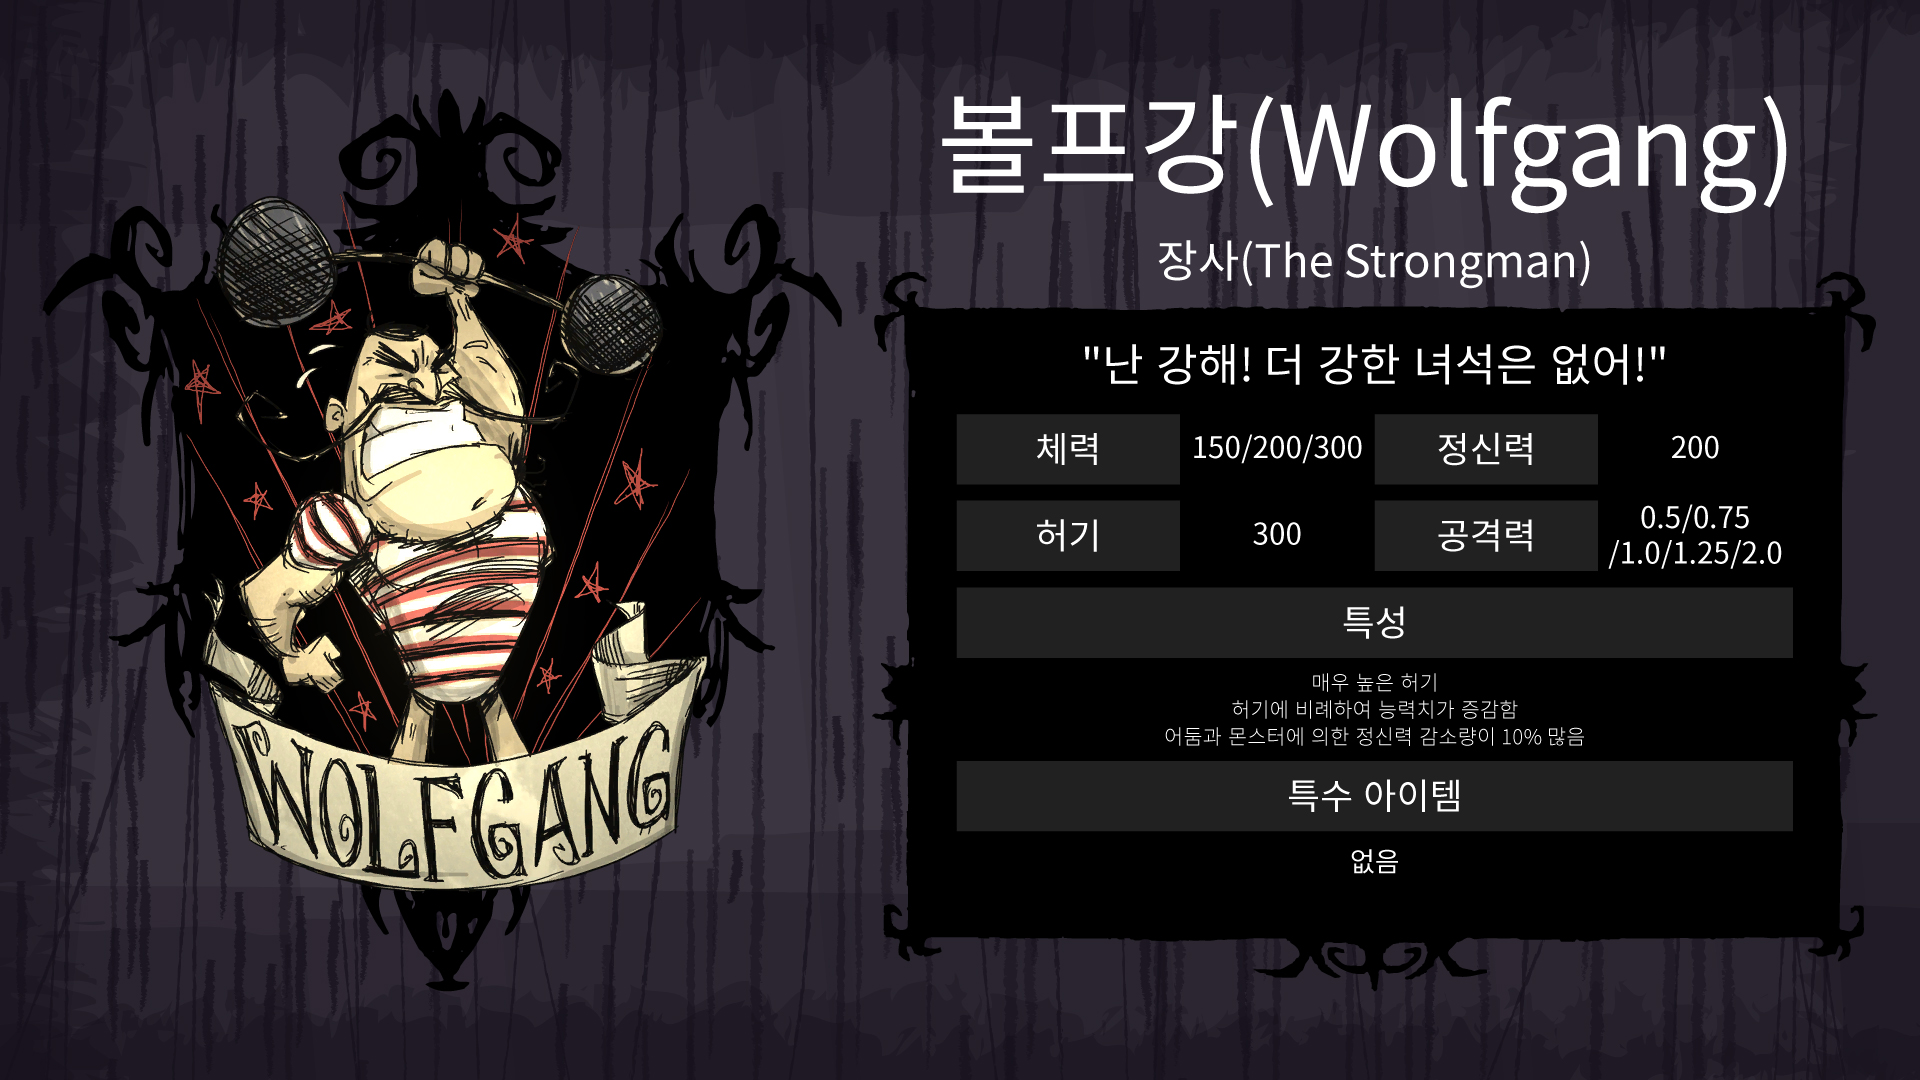 볼프강(Wolfgang)
장사(The Strongman)
"난 강해! 더 강한 녀석은 없어!"
체력 150/200/300 정신력 200
허기 300 공격력 0.5/0.75
/1.0/1.25/2.0
특성
매우 높은 허기
허기에 비례하여 능력치가 증감함
어둠과 몬스터에 의한 정신력 감소량이 10% 많음
특수 아이템
없음
WOLFGANG